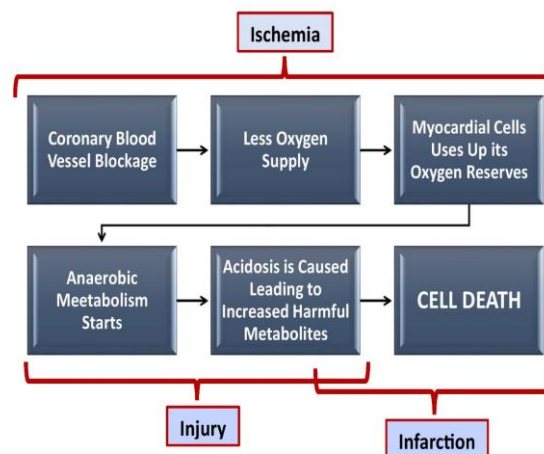 Ischemia
Coronary Blood
Vessel Blockage
Less Oxygen
Supply
Myocardial Cells
Uses Up its
Oxygen Reserves
Anaerobic
Meetabolism
Starts
Acidosis is Caused
Leading to
Increased Harmful
Metabolites
CELL DEATH
Injury
Infarction